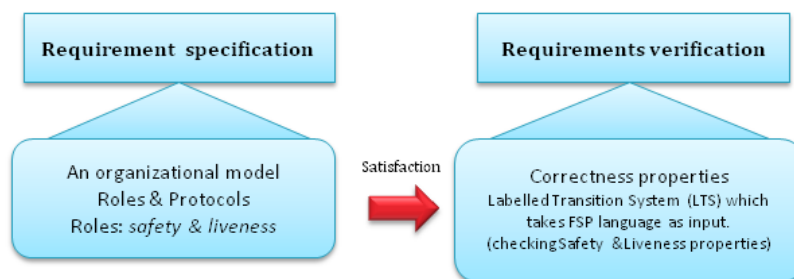 Requirement specification
Requirements verification
An organizational model
Roles & Protocols
Roles: safety & liveness
Satisfaction
Correctness properties
Labelled Transition System (LTS) which
takes FSP language as input.
(checkingSafety &Liveness properties)